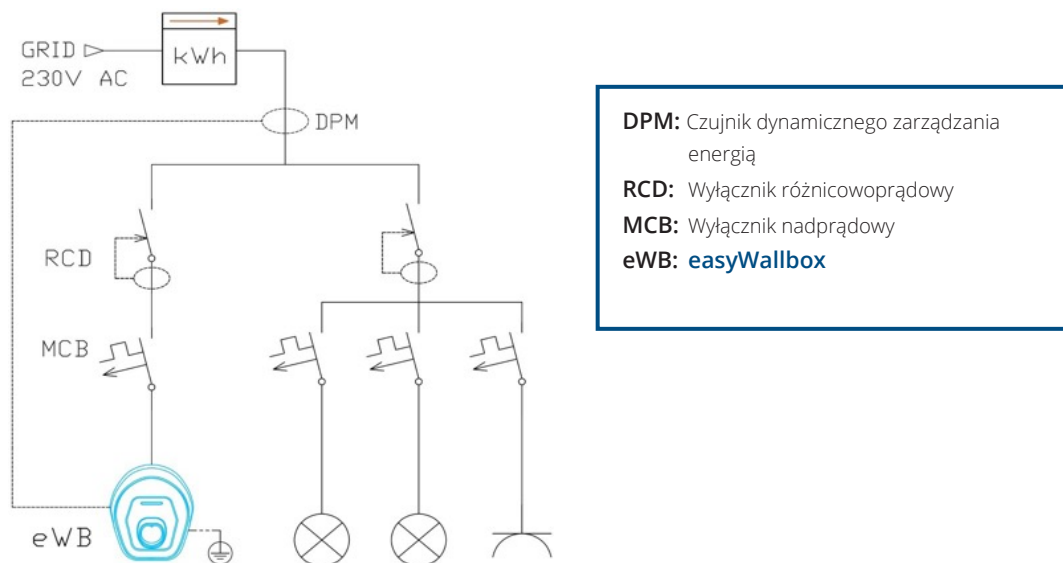 GRID
230V AC
kWh
DPM
RCD
MCB
eWB
DPM: Czujnik dynamicznego zarządzania
energią
RCD: Wyłącznik różnicowoprądowy
MCB: Wyłącznik nadprądowy
eWB: easyWallbox